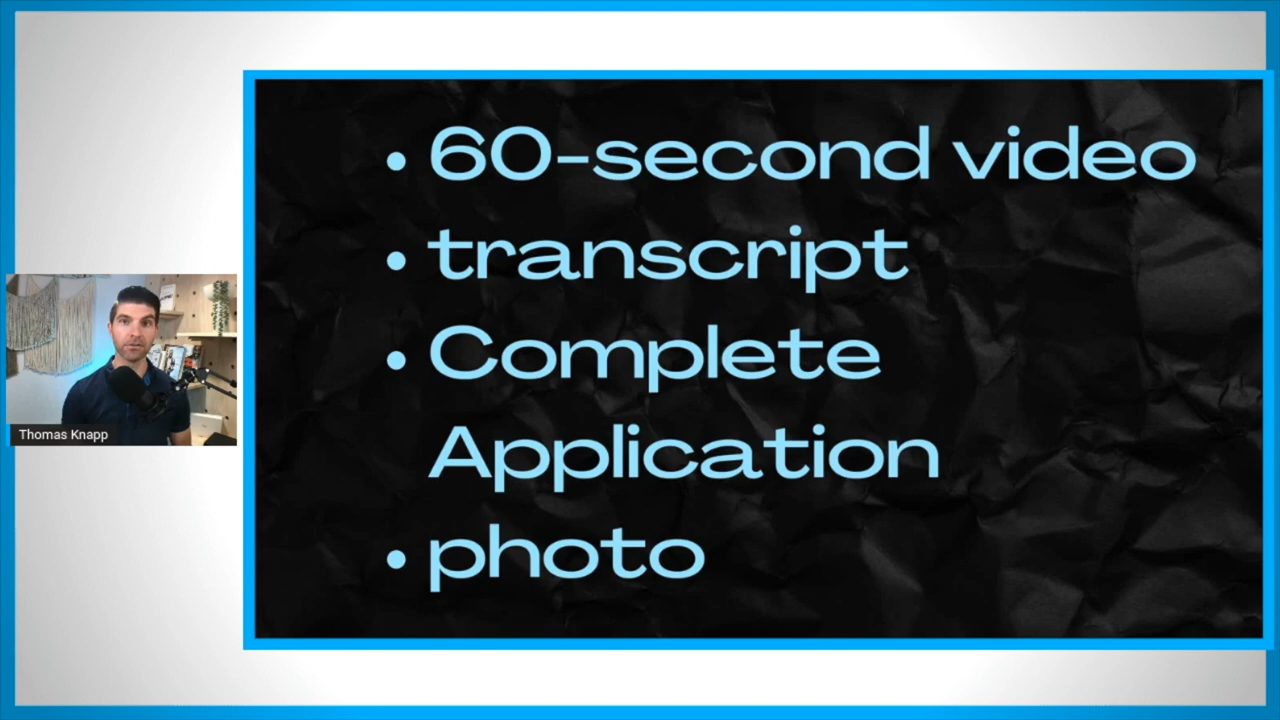 • 60-second video
• transcript
• Complete
Application
• photo
Thomas Knapp